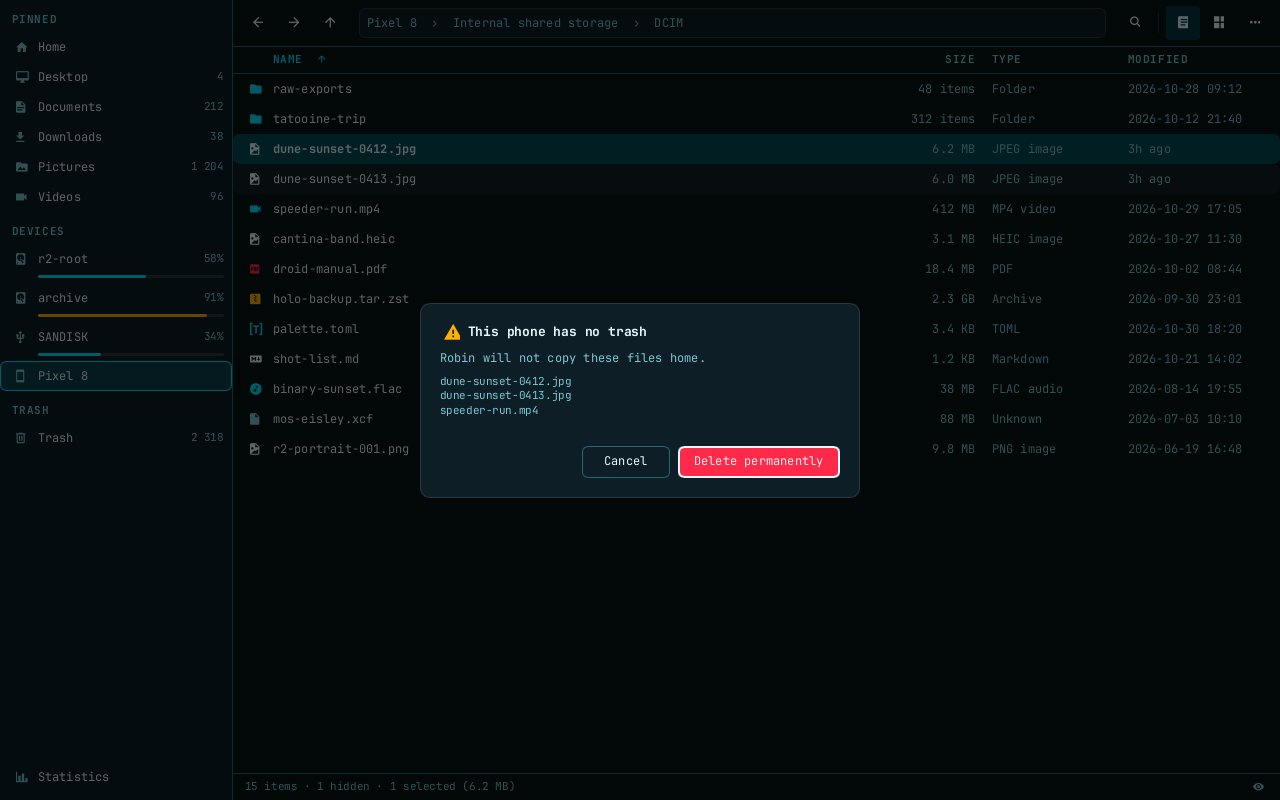 PINNED
Home
Desktop 4
Documents 212
Downloads 38
Pictures 1 204
Videos 96
DEVICES
r2-root 58%
archive 91%
SANDISK 34%
Pixel 8
TRASH
Trash 2 318
Statistics
Pixel 8 › Internal shared storage › DCIM
NAME ↑ SIZE TYPE MODIFIED
raw-exports 48 items Folder 2026-10-28 09:12
tatooine-trip 312 items Folder 2026-10-12 21:40
dune-sunset-0412.jpg 6.2 MB JPEG image 3h ago
dune-sunset-0413.jpg 6.0 MB JPEG image 3h ago
speeder-run.mp4 412 MB MP4 video 2026-10-29 17:05
cantina-band.heic 3.1 MB HEIC image 2026-10-27 11:30
droid-manual.pdf 18.4 MB PDF 2026-10-02 08:44
holo-backup.tar.zst 2.3 GB Archive 2026-09-30 23:01
palette.toml 3.4 KB TOML 2026-10-30 18:20
shot-list.md 1.2 KB Markdown 2026-10-21 14:02
binary-sunset.flac 38 MB FLAC audio 2026-08-14 19:55
mos-eisley.xcf 88 MB Unknown 2026-07-03 10:10
r2-portrait-001.png 9.8 MB PNG image 2026-06-19 16:48
This phone has no trash
Robin will not copy these files home.
dune-sunset-0412.jpg
dune-sunset-0413.jpg
speeder-run.mp4
Cancel Delete permanently
15 items · 1 hidden · 1 selected (6.2 MB)